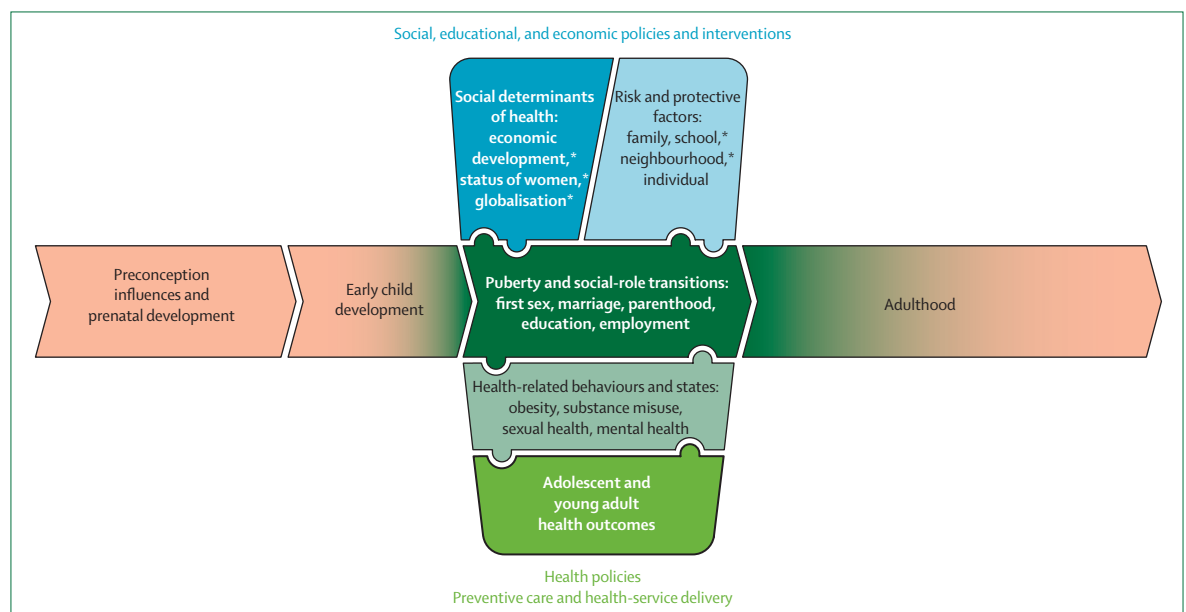 Social, educational, and economic policies and interventions
Social determinants
of health:
economic
development,*
status of women,*
globalisation*
Risk and protective
factors:
family, school,*
neighbourhood,*
individual
Preconception
influences and
prenatal development
Early child
development
Puberty and social-role transitions:
first sex, marriage, parenthood,
education, employment
Adulthood
Health-related behaviours and states:
obesity, substance misuse,
sexual health, mental health
Adolescent and
young adult
health outcomes
Health policies
Preventive care and health-service delivery